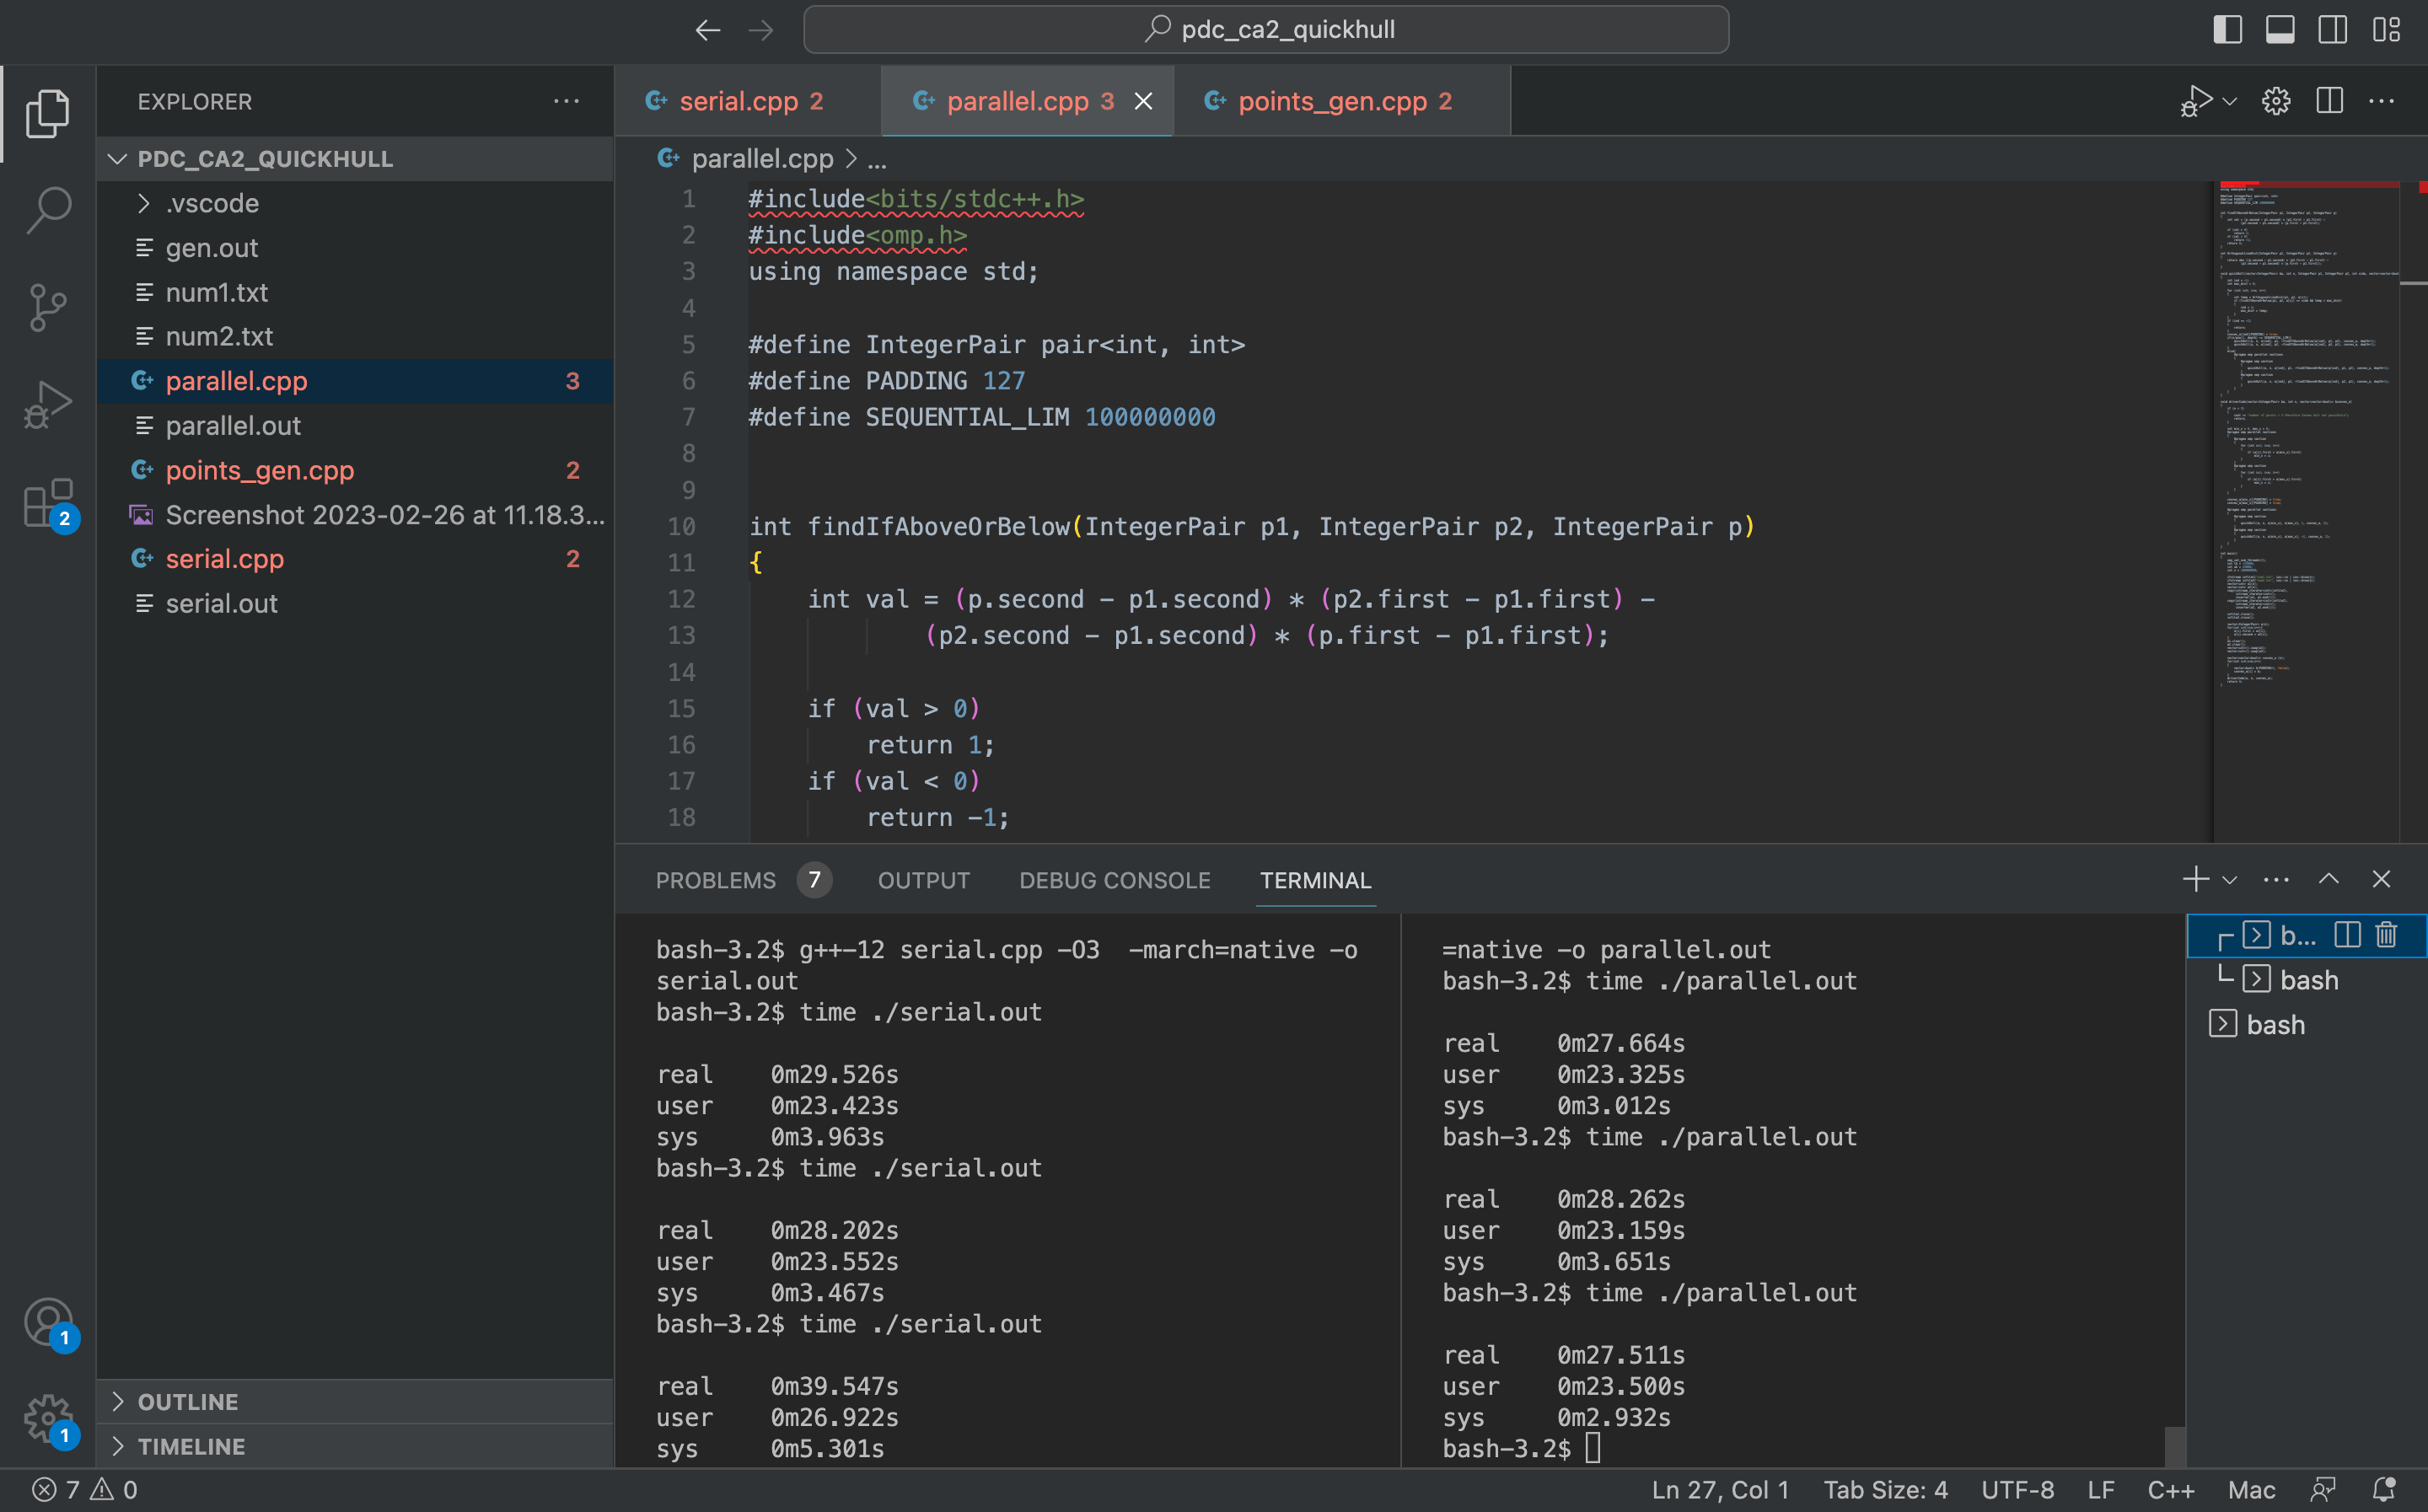 pdc_ca2_quickhull
EXPLORER
PDC_CA2_QUICKHULL
.vscode
gen.out
num1.txt
num2.txt
parallel.cpp 3
parallel.out
points_gen.cpp 2
Screenshot 2023-02-26 at 11.18.3...
serial.cpp 2
serial.out
OUTLINE
TIMELINE
2
1
1
serial.cpp 2
parallel.cpp 3
points_gen.cpp 2
parallel.cpp > ...
1 #include<bits/stdc++.h>
2 #include<omp.h>
3 using namespace std;
4
5 #define IntegerPair pair<int, int>
6 #define PADDING 127
7 #define SEQUENTIAL_LIM 100000000
8
9
10 int findIfAboveOrBelow(IntegerPair p1, IntegerPair p2, IntegerPair p)
11 {
12 int val = (p.second - p1.second) * (p2.first - p1.first) -
13 (p2.second - p1.second) * (p.first - p1.first);
14
15 if (val > 0)
16 return 1;
17 if (val < 0)
18 return -1;
PROBLEMS 7 OUTPUT DEBUG CONSOLE TERMINAL
bash-3.2$ g++-12 serial.cpp -O3  -march=native -o
serial.out
bash-3.2$ time ./serial.out
real 0m29.526s
user 0m23.423s
sys 0m3.963s
bash-3.2$ time ./serial.out
real 0m28.202s
user 0m23.552s
sys 0m3.467s
bash-3.2$ time ./serial.out
real 0m39.547s
user 0m26.922s
sys 0m5.301s
=native -o parallel.out
bash-3.2$ time ./parallel.out
real 0m27.664s
user 0m23.325s
sys 0m3.012s
bash-3.2$ time ./parallel.out
real 0m28.262s
user 0m23.159s
sys 0m3.651s
bash-3.2$ time ./parallel.out
real 0m27.511s
user 0m23.500s
sys 0m2.932s
bash-3.2$
b...
bash
bash
7 0
Ln 27, Col 1 Tab Size: 4 UTF-8 LF C++ Mac